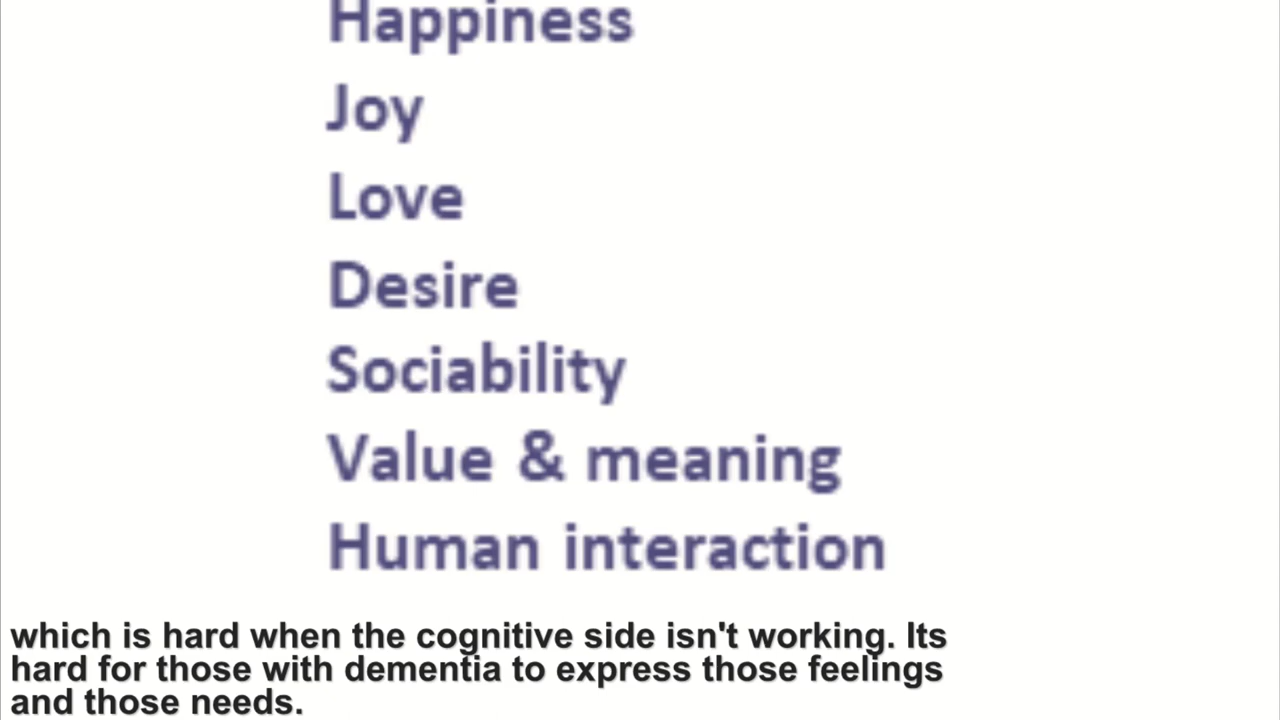 Happiness
Joy
Love
Desire
Sociability
Value & meaning
Human interaction
which is hard when the cognitive side isn't working. Its
hard for those with dementia to express those feelings
and those needs.